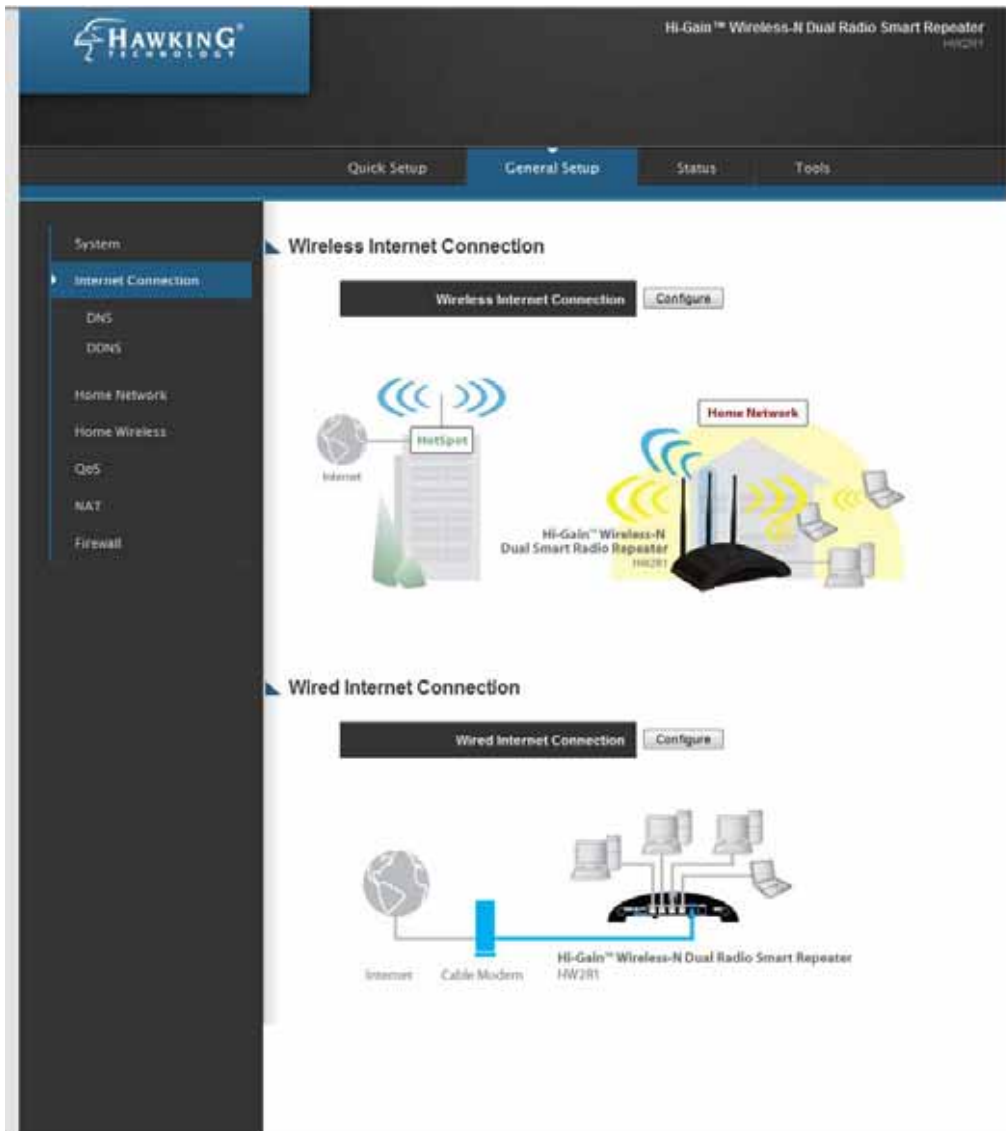 HAWKING®
TECHNOLOGY
Hi-Gain™ Wireless-N Dual Radio Smart Repeater
HW2R1
Quick Setup
General Setup
Status
Tools
System
Internet Connection
DNS
DDNS
Home Network
Home Wireless
QoS
NAT
Firewall
Wireless Internet Connection
Wireless Internet Connection
Configure
HotSpot
Internet
Home Network
Hi-Gain™ Wireless-N
Dual Smart Radio Repeater
HW2R1
Wired Internet Connection
Wired Internet Connection
Configure
Internet
Cable Modem
Hi-Gain™ Wireless-N Dual Radio Smart Repeater
HW2R1